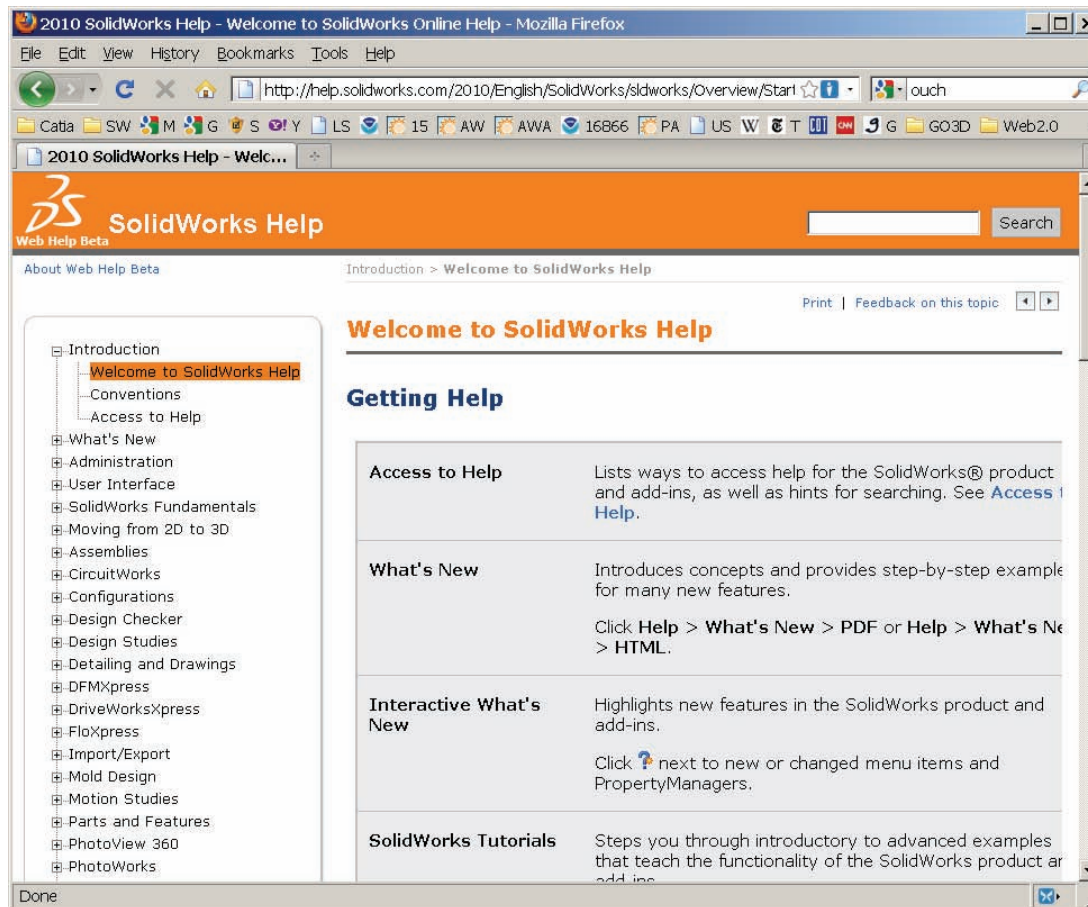 2010 SolidWorks Help - Welcome to SolidWorks Online Help - Mozilla Firefox
File Edit View History Bookmarks Tools Help
http://help.solidworks.com/2010/English/SolidWorks/sldworks/Overview/Start ouch
Catia SW M G S Y! Y LS 15 AW AWA 16866 PA US W T CDI CNN G GO3D Web2.0
2010 SolidWorks Help - Welc...
SolidWorks Help
Web Help Beta
Search
About Web Help Beta
Introduction > Welcome to SolidWorks Help
Print | Feedback on this topic
Welcome to SolidWorks Help
Getting Help
Introduction
Welcome to SolidWorks Help
Conventions
Access to Help
What's New
Administration
User Interface
SolidWorks Fundamentals
Moving from 2D to 3D
Assemblies
CircuitWorks
Configurations
Design Checker
Design Studies
Detailing and Drawings
DFMXpress
DriveWorksXpress
FloXpress
Import/Export
Mold Design
Motion Studies
Parts and Features
PhotoView 360
PhotoWorks
Access to Help
Lists ways to access help for the SolidWorks® product
and add-ins, as well as hints for searching. See Access t
Help.
What's New
Introduces concepts and provides step-by-step example
for many new features.
Click Help > What's New > PDF or Help > What's Ne
> HTML.
Interactive What's
New
Highlights new features in the SolidWorks product and
add-ins.
Click ? next to new or changed menu items and
PropertyManagers.
SolidWorks Tutorials
Steps you through introductory to advanced examples
that teach the functionality of the SolidWorks product an
add-ins
Done